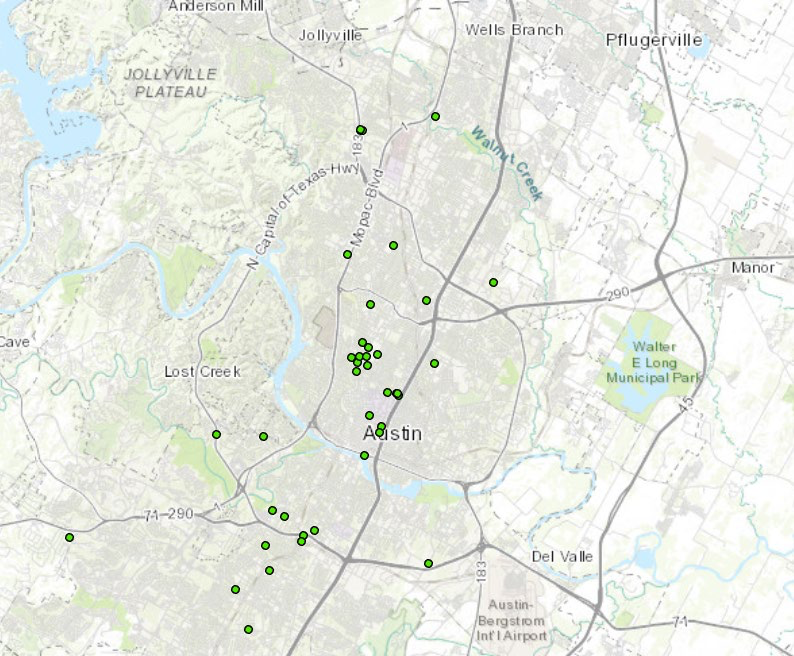 Anderson Mill
Jollyville
Wells Branch
Pflugerville
JOLLYVILLE
PLATEAU
1
183
Walnut Creek
N Capital of Texas Hwy
Mopac Blvd
Manor
290
Cave
Lost Creek
Walter
E Long
Municipal Park
45
Austin
71
290
1
Del Valle
183
Austin-
Bergstrom
Int'l Airport
71